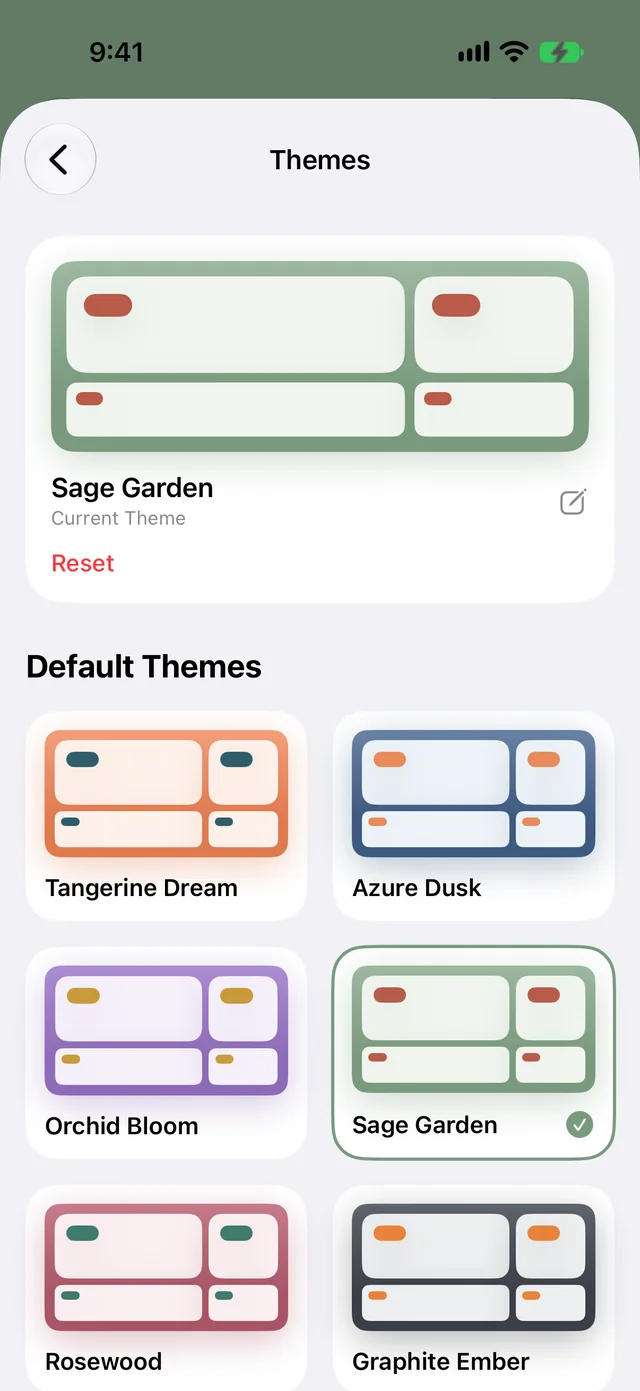 9:41
Themes
Sage Garden
Current Theme
Reset
Default Themes
Tangerine Dream
Azure Dusk
Orchid Bloom
Sage Garden
Rosewood
Graphite Ember